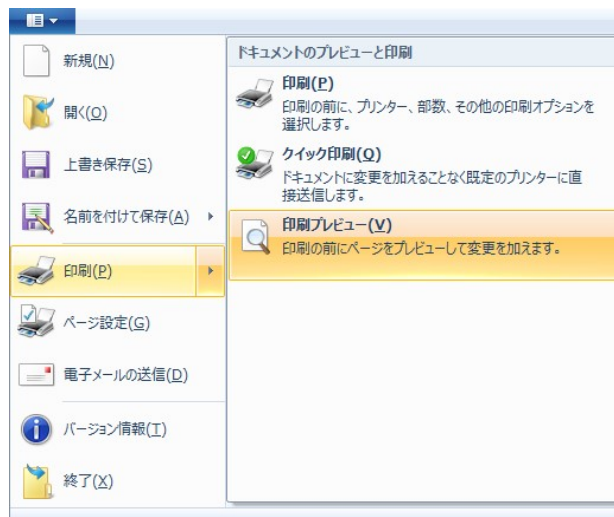 新規(N)
開く(O)
上書き保存(S)
名前を付けて保存(A)
印刷(P)
ページ設定(G)
電子メールの送信(D)
バージョン情報(T)
終了(X)
ドキュメントのプレビューと印刷
印刷(P)
印刷の前に、プリンター、部数、その他の印刷オプションを
選択します。
クイック印刷(Q)
ドキュメントに変更を加えることなく既定のプリンターに直
接送信します。
印刷プレビュー(V)
印刷の前にページをプレビューして変更を加えます。